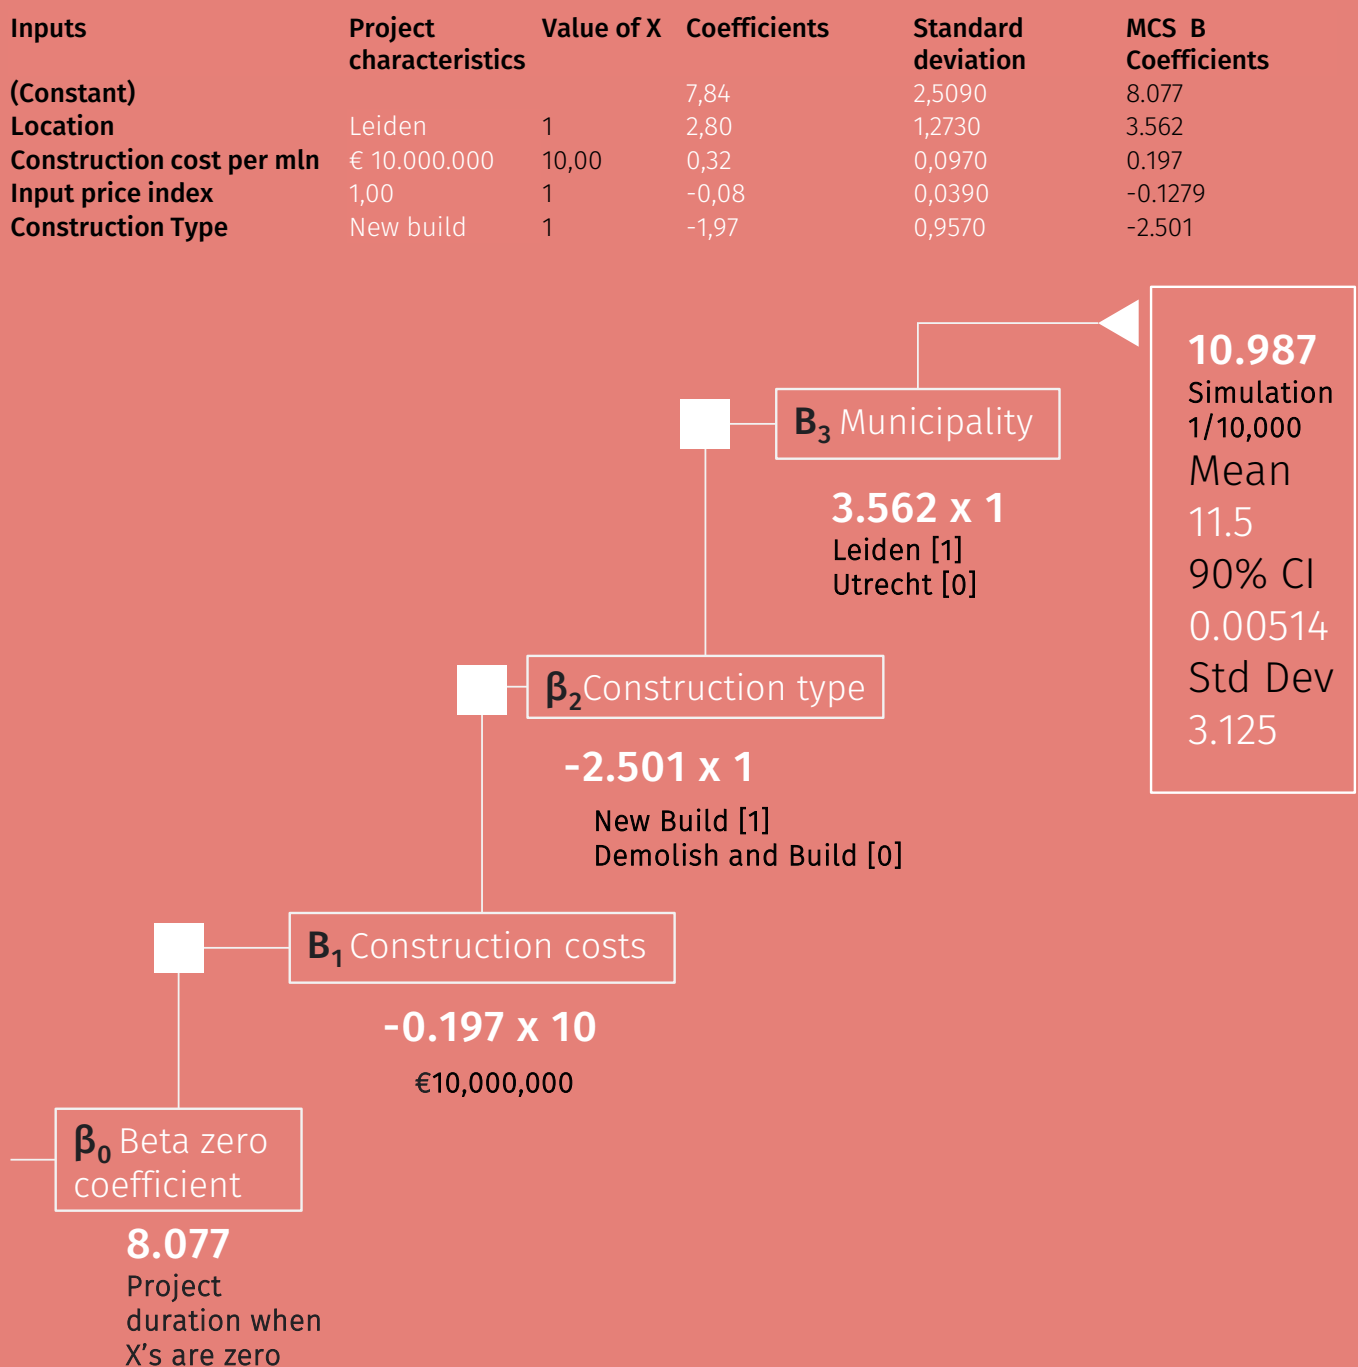 Inputs Project characteristics Value of X Coefficients Standard deviation MCS B Coefficients
(Constant) 7,84 2,5090 8.077
Location Leiden 1 2,80 1,2730 3.562
Construction cost per mln € 10.000.000 10,00 0,32 0,0970 0.197
Input price index 1,00 1 -0,08 0,0390 -0.1279
Construction Type New build 1 -1,97 0,9570 -2.501
10.987
Simulation
1/10,000
Mean
11.5
90% CI
0.00514
Std Dev
3.125
B3 Municipality
3.562 x 1
Leiden [1]
Utrecht [0]
β2 Construction type
-2.501 x 1
New Build [1]
Demolish and Build [0]
B1 Construction costs
-0.197 x 10
€10,000,000
β0 Beta zero
coefficient
8.077
Project
duration when
X's are zero